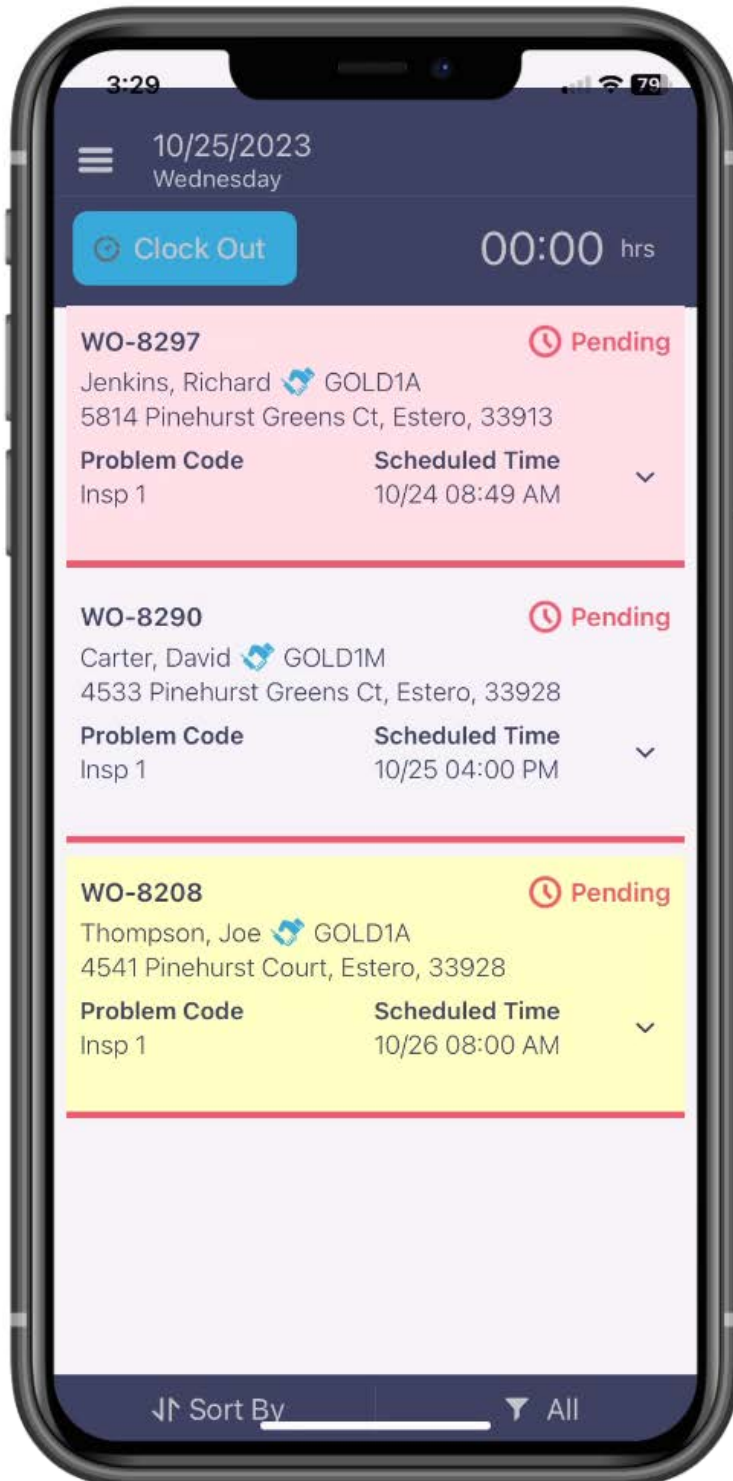 3:29
79
10/25/2023
Wednesday
Clock Out
00:00 hrs
WO-8297
Pending
Jenkins, Richard GOLD1A
5814 Pinehurst Greens Ct, Estero, 33913
Problem Code Scheduled Time
Insp 1 10/24 08:49 AM
WO-8290
Pending
Carter, David GOLD1M
4533 Pinehurst Greens Ct, Estero, 33928
Problem Code Scheduled Time
Insp 1 10/25 04:00 PM
WO-8208
Pending
Thompson, Joe GOLD1A
4541 Pinehurst Court, Estero, 33928
Problem Code Scheduled Time
Insp 1 10/26 08:00 AM
Sort By All